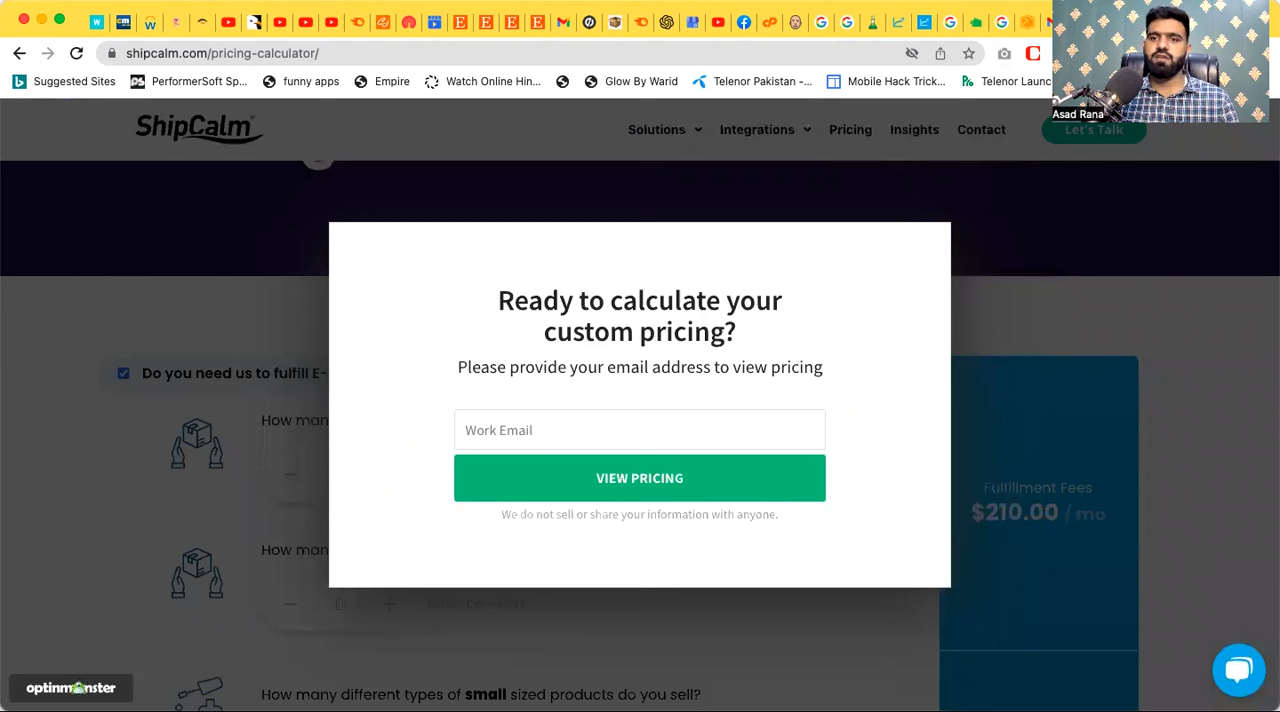 shipcalm.com/pricing-calculator/
Suggested Sites
PerformerSoft Sp...
funny apps
Empire
Watch Online Hin...
Glow By Warid
Telenor Pakistan -...
Mobile Hack Trick...
Telenor Launc
Asad Rana
ShipCalm
Solutions
Integrations
Pricing
Insights
Contact
Let's Talk
Ready to calculate your
custom pricing?
Please provide your email address to view pricing
Work Email
VIEW PRICING
We do not sell or share your information with anyone.
Do you need us to fulfill E-
How man
How man
Fulfillment Fees
$210.00 / mo
How many different types of small sized products do you sell?
optinmonster